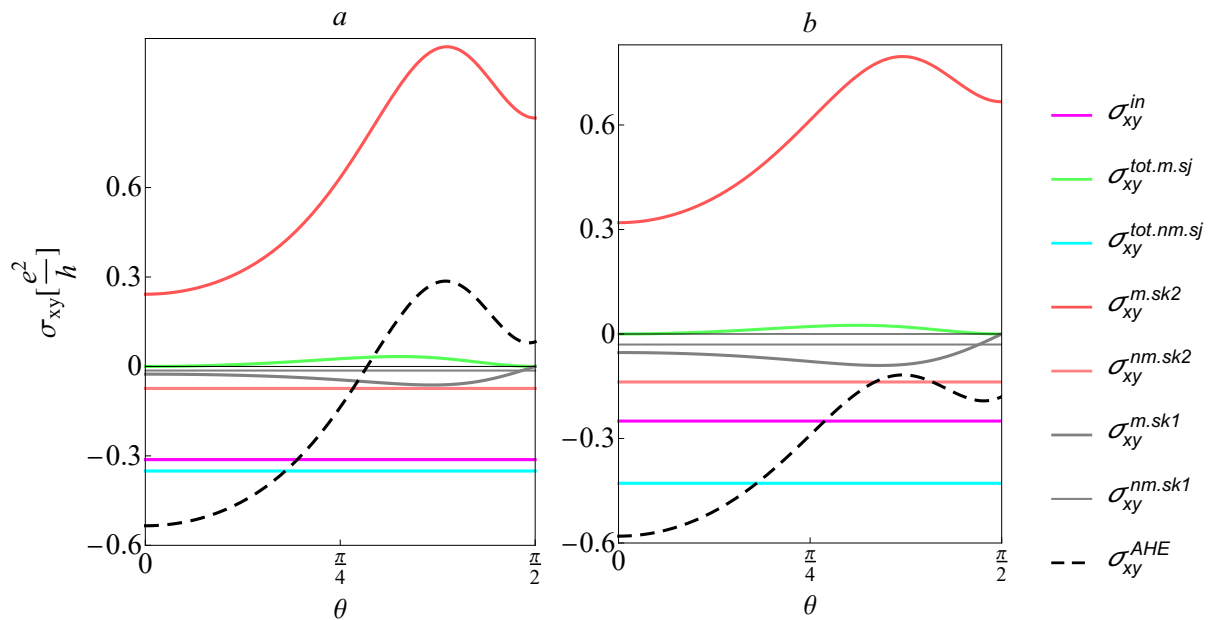 a
b
0.6
0.3
0
−0.3
−0.6
σxy[e²/h]
0
π/4
π/2
θ
0.6
0.3
0
−0.3
−0.6
0
π/4
π/2
θ
σxy^in
σxy^tot.m.sj
σxy^tot.nm.sj
σxy^m.sk2
σxy^nm.sk2
σxy^m.sk1
σxy^nm.sk1
σxy^AHE